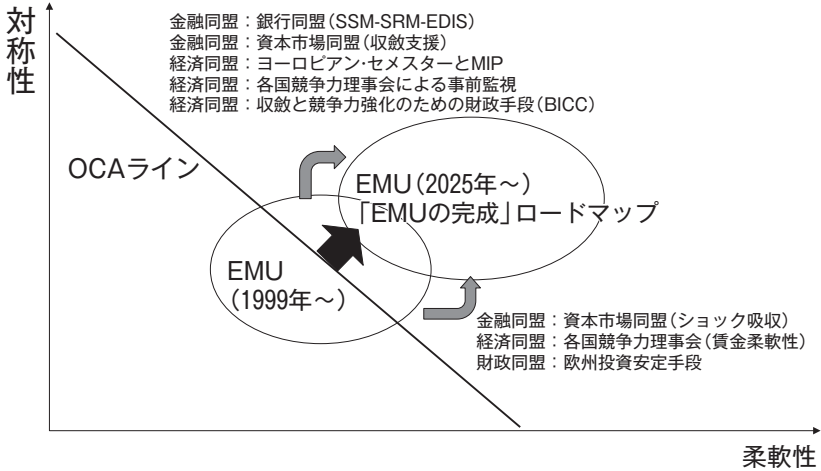 対称性
金融同盟：銀行同盟(SSM-SRM-EDIS)
金融同盟：資本市場同盟(収斂支援)
経済同盟：ヨーロピアン・セメスターとMIP
経済同盟：各国競争力理事会による事前監視
経済同盟：収斂と競争力強化のための財政手段(BICC)
OCAライン
EMU(2025年～)
「EMUの完成」ロードマップ
EMU
(1999年～)
金融同盟：資本市場同盟(ショック吸収)
経済同盟：各国競争力理事会(賃金柔軟性)
財政同盟：欧州投資安定手段
柔軟性